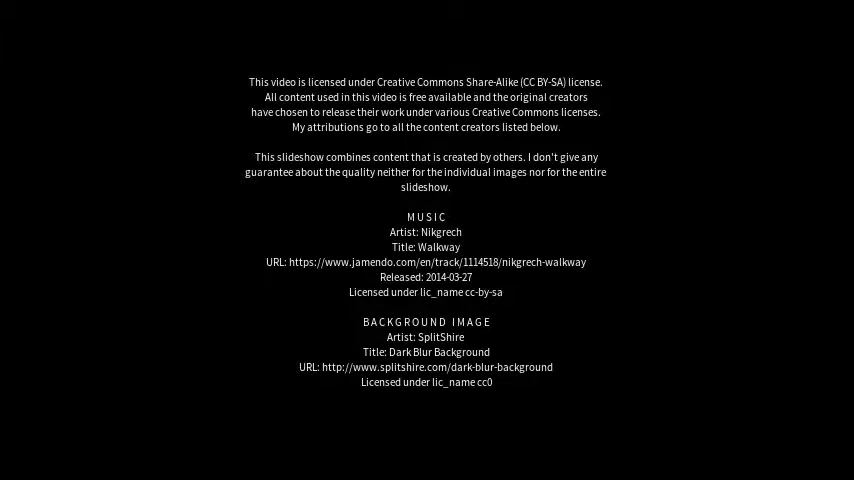 This video is licensed under Creative Commons Share-Alike (CC BY-SA) license.
All content used in this video is free available and the original creators
have chosen to release their work under various Creative Commons licenses.
My attributions go to all the content creators listed below.
This slideshow combines content that is created by others. I don't give any
guarantee about the quality neither for the individual images nor for the entire
slideshow.
MUSIC
Artist: Nikgrech
Title: Walkway
URL: https://www.jamendo.com/en/track/1114518/nikgrech-walkway
Released: 2014-03-27
Licensed under lic_name cc-by-sa
BACKGROUND IMAGE
Artist: SplitShire
Title: Dark Blur Background
URL: http://www.splitshire.com/dark-blur-background
Licensed under lic_name cc0